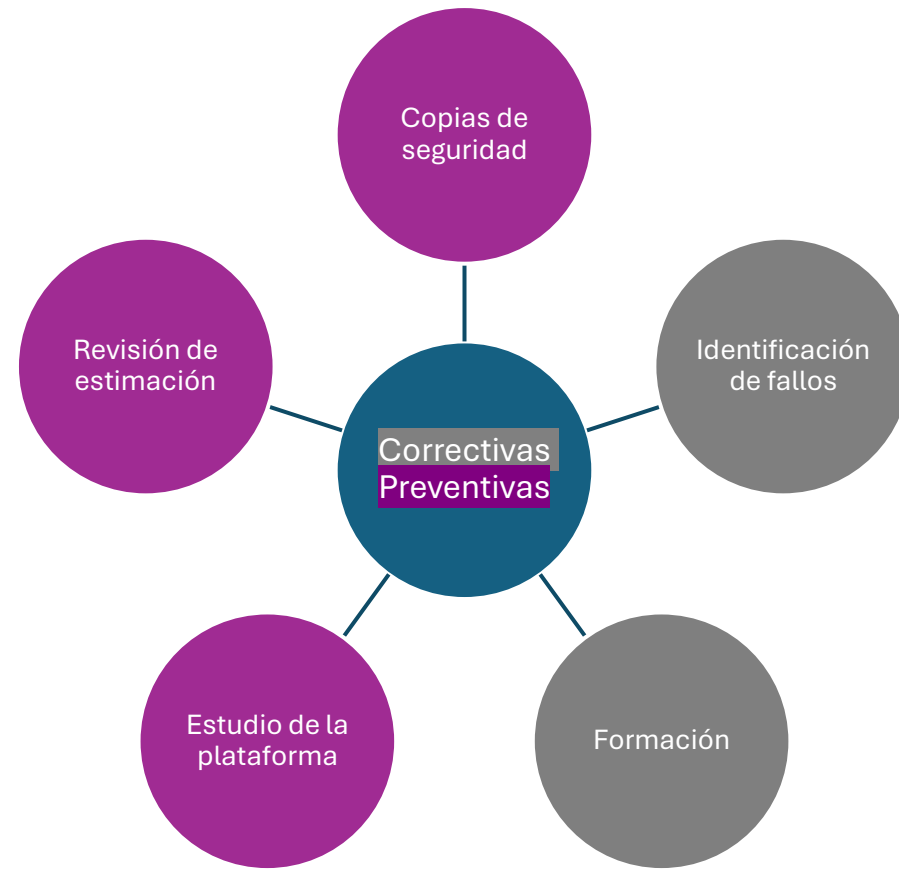 Copias de
seguridad
Identificación
de fallos
Formación
Estudio de la
plataforma
Revisión de
estimación
Correctivas
Preventivas